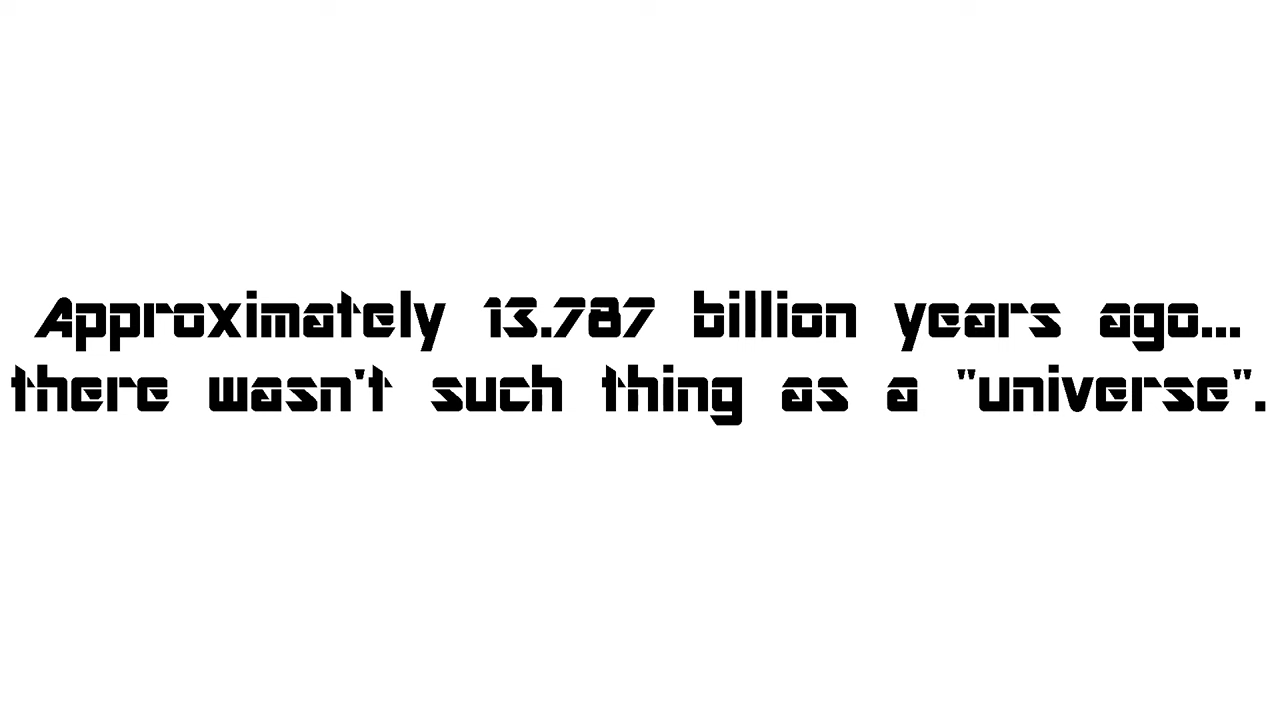 Approximately 13.787 billion years ago...
there wasn't such thing as a "universe".